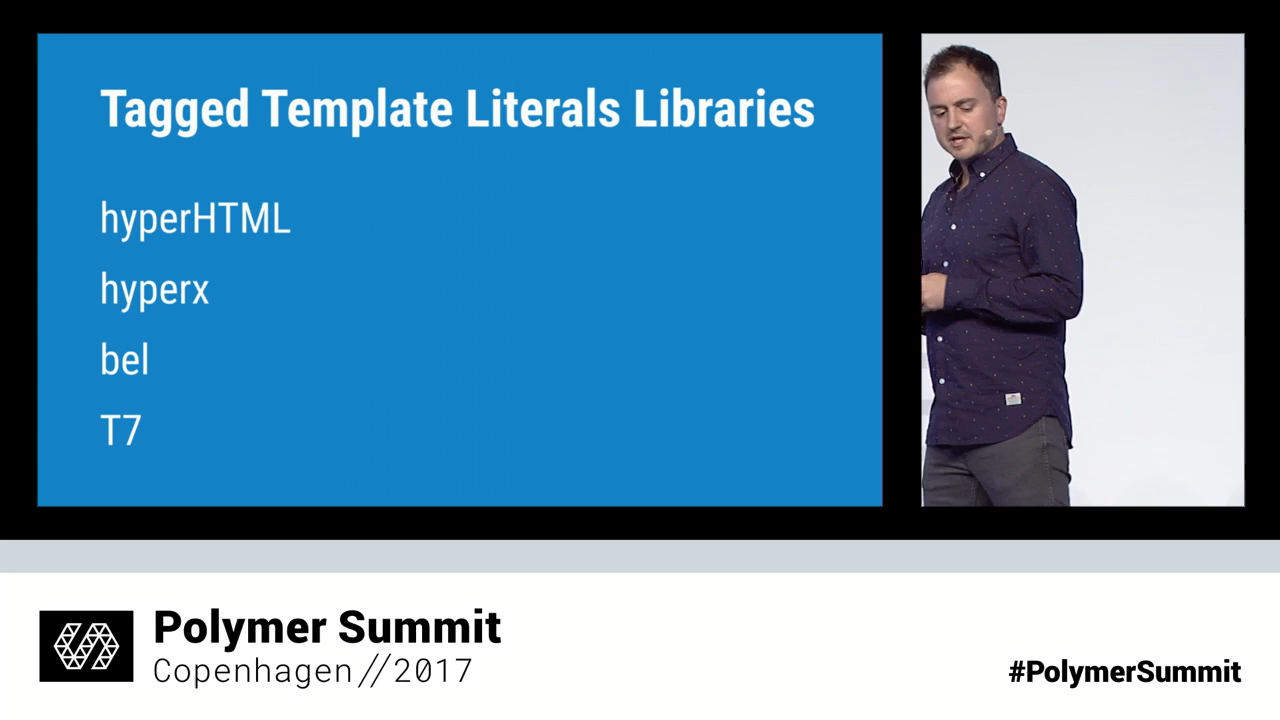 Tagged Template Literals Libraries
hyperHTML
hyperx
bel
T7
Polymer Summit
Copenhagen//2017
#PolymerSummit